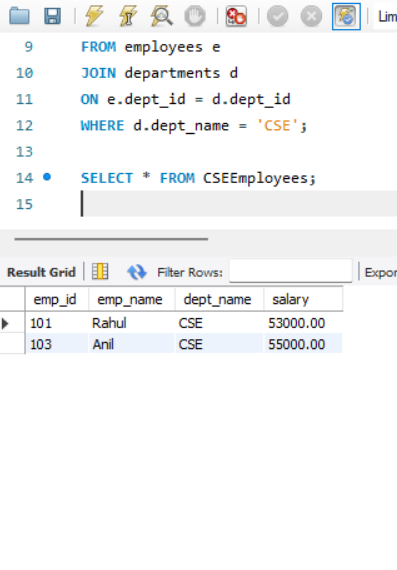 Lim
9 FROM employees e
10 JOIN departments d
11 ON e.dept_id = d.dept_id
12 WHERE d.dept_name = 'CSE';
13
14 SELECT * FROM CSEEmployees;
15
Result Grid Filter Rows: Expor
emp_id emp_name dept_name salary
101 Rahul CSE 53000.00
103 Anil CSE 55000.00